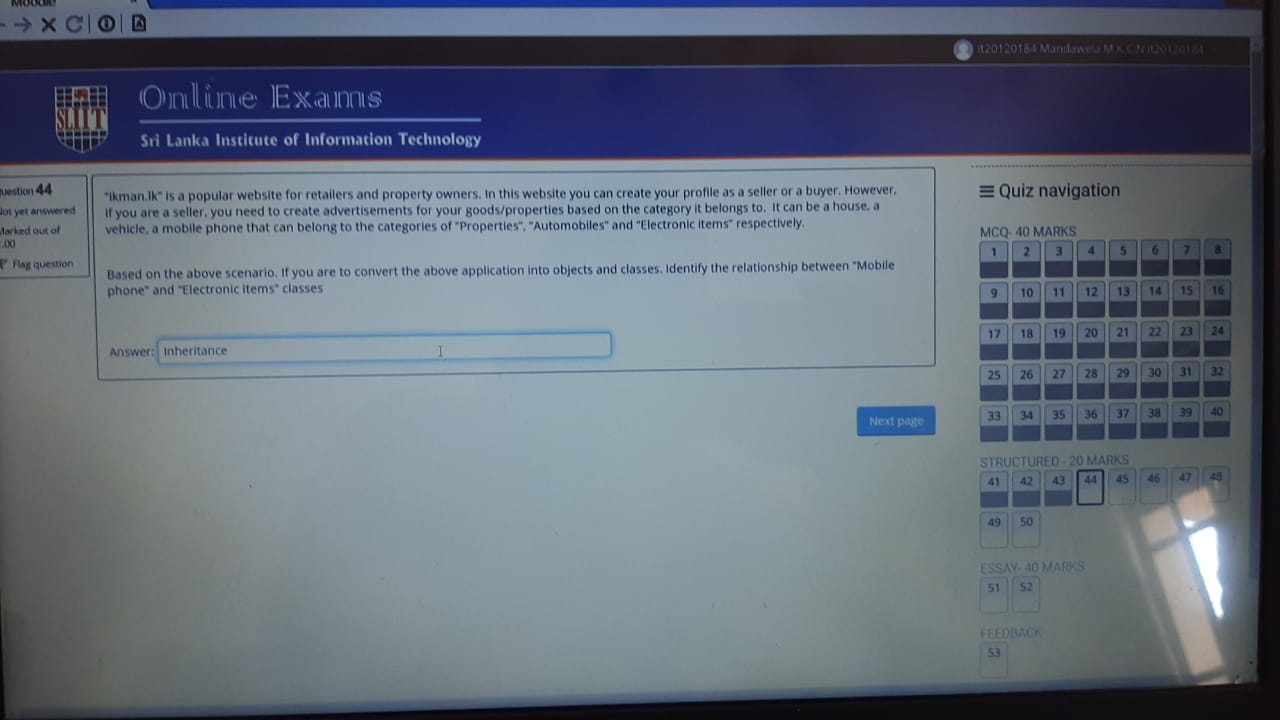 Moodle
it20120184 Mandawela M.K.C.N it20120184
SLIIT
Online Exams
Sri Lanka Institute of Information Technology
uestion 44
Not yet answered
Marked out of
.00
Flag question
"ikman.lk" is a popular website for retailers and property owners. In this website you can create your profile as a seller or a buyer. However,
if you are a seller, you need to create advertisements for your goods/properties based on the category it belongs to. It can be a house, a
vehicle, a mobile phone that can belong to the categories of "Properties", "Automobiles" and "Electronic items" respectively.
Based on the above scenario. If you are to convert the above application into objects and classes. Identify the relationship between "Mobile
phone" and "Electronic items" classes
Answer: Inheritance
Next page
Quiz navigation
MCQ- 40 MARKS
1 2 3 4 5 6 7 8
9 10 11 12 13 14 15 16
17 18 19 20 21 22 23 24
25 26 27 28 29 30 31 32
33 34 35 36 37 38 39 40
STRUCTURED - 20 MARKS
41 42 43 44 45 46 47 48
49 50
ESSAY- 40 MARKS
51 52
FEEDBACK
53